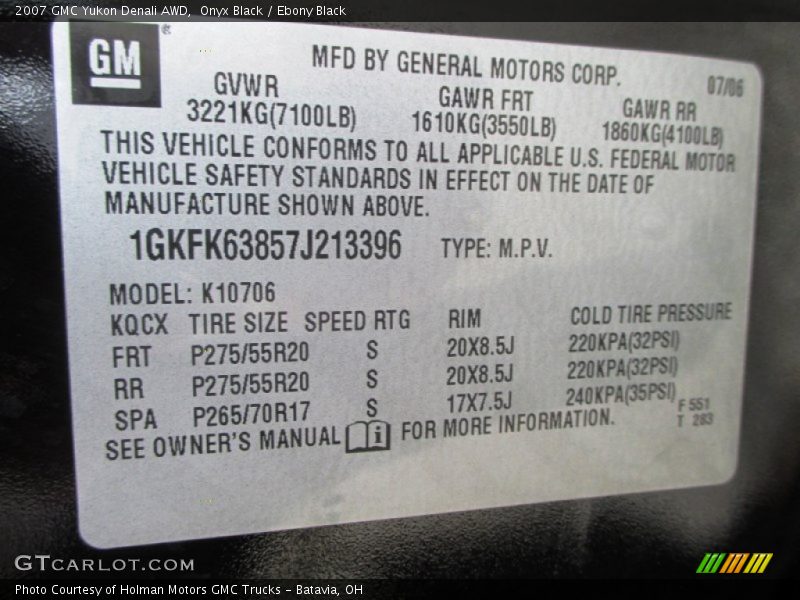 2007 GMC Yukon Denali AWD,  Onyx Black / Ebony Black
GM
®
MFD BY GENERAL MOTORS CORP.
07/06
GVWR GAWR FRT GAWR RR
3221KG(7100LB) 1610KG(3550LB) 1860KG(4100LB)
THIS VEHICLE CONFORMS TO ALL APPLICABLE U.S. FEDERAL MOTOR
VEHICLE SAFETY STANDARDS IN EFFECT ON THE DATE OF
MANUFACTURE SHOWN ABOVE.
1GKFK63857J213396 TYPE: M.P.V.
MODEL: K10706
KQCX TIRE SIZE SPEED RTG RIM COLD TIRE PRESSURE
FRT P275/55R20 S 20X8.5J 220KPA(32PSI)
RR P275/55R20 S 20X8.5J 220KPA(32PSI)
SPA P265/70R17 S 17X7.5J 240KPA(35PSI)
F 551
T 283
SEE OWNER'S MANUAL i FOR MORE INFORMATION.
GTCARLOT.COM
Photo Courtesy of Holman Motors GMC Trucks – Batavia, OH